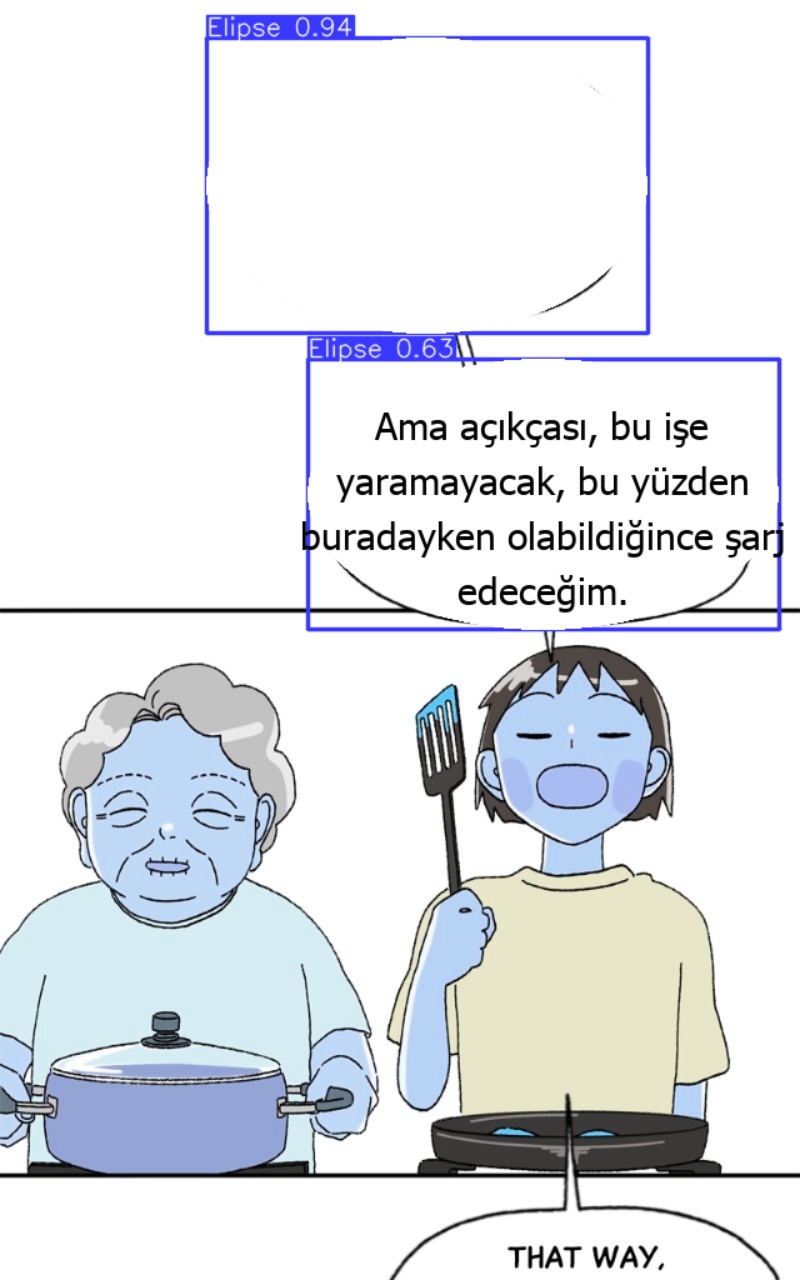 Elipse 0.94
Elipse 0.63
Ama açıkçası, bu işe
yaramayacak, bu yüzden
buradayken olabildiğince şarj
edeceğim.
THAT WAY,